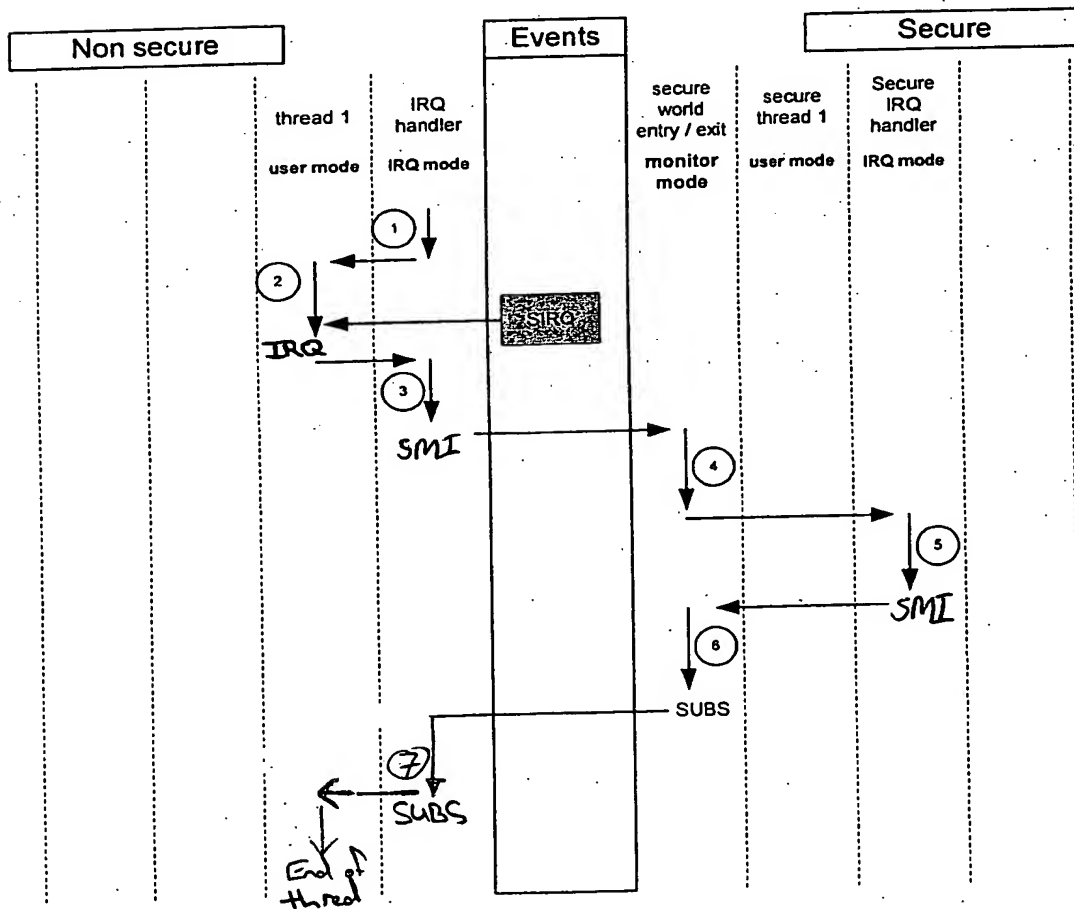 Non secure
Events
Secure
thread 1
user mode
IRQ
handler
IRQ mode
secure
world
entry / exit
monitor
mode
secure
thread 1
user mode
Secure
IRQ
handler
IRQ mode
1
2
SIRQ
IRQ
3
SMI
4
5
SMI
6
SUBS
7
SUBS
End of
thred